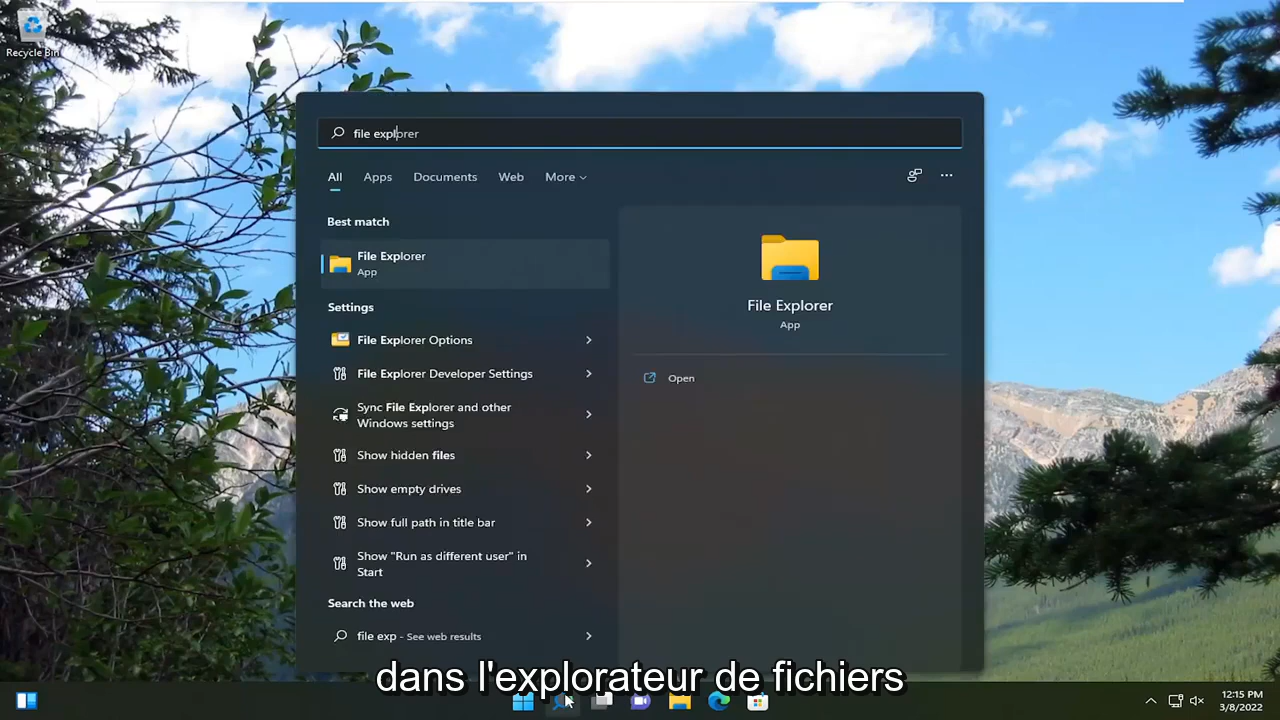 Recycle Bin
file explorer
All Apps Documents Web More
Best match
File Explorer
App
Settings
File Explorer Options
File Explorer Developer Settings
Sync File Explorer and other
Windows settings
Show hidden files
Show empty drives
Show full path in title bar
Show "Run as different user" in
Start
Search the web
file exp - See web results
File Explorer
App
Open
dans l'explorateur de fichiers
12:15 PM
3/8/2022